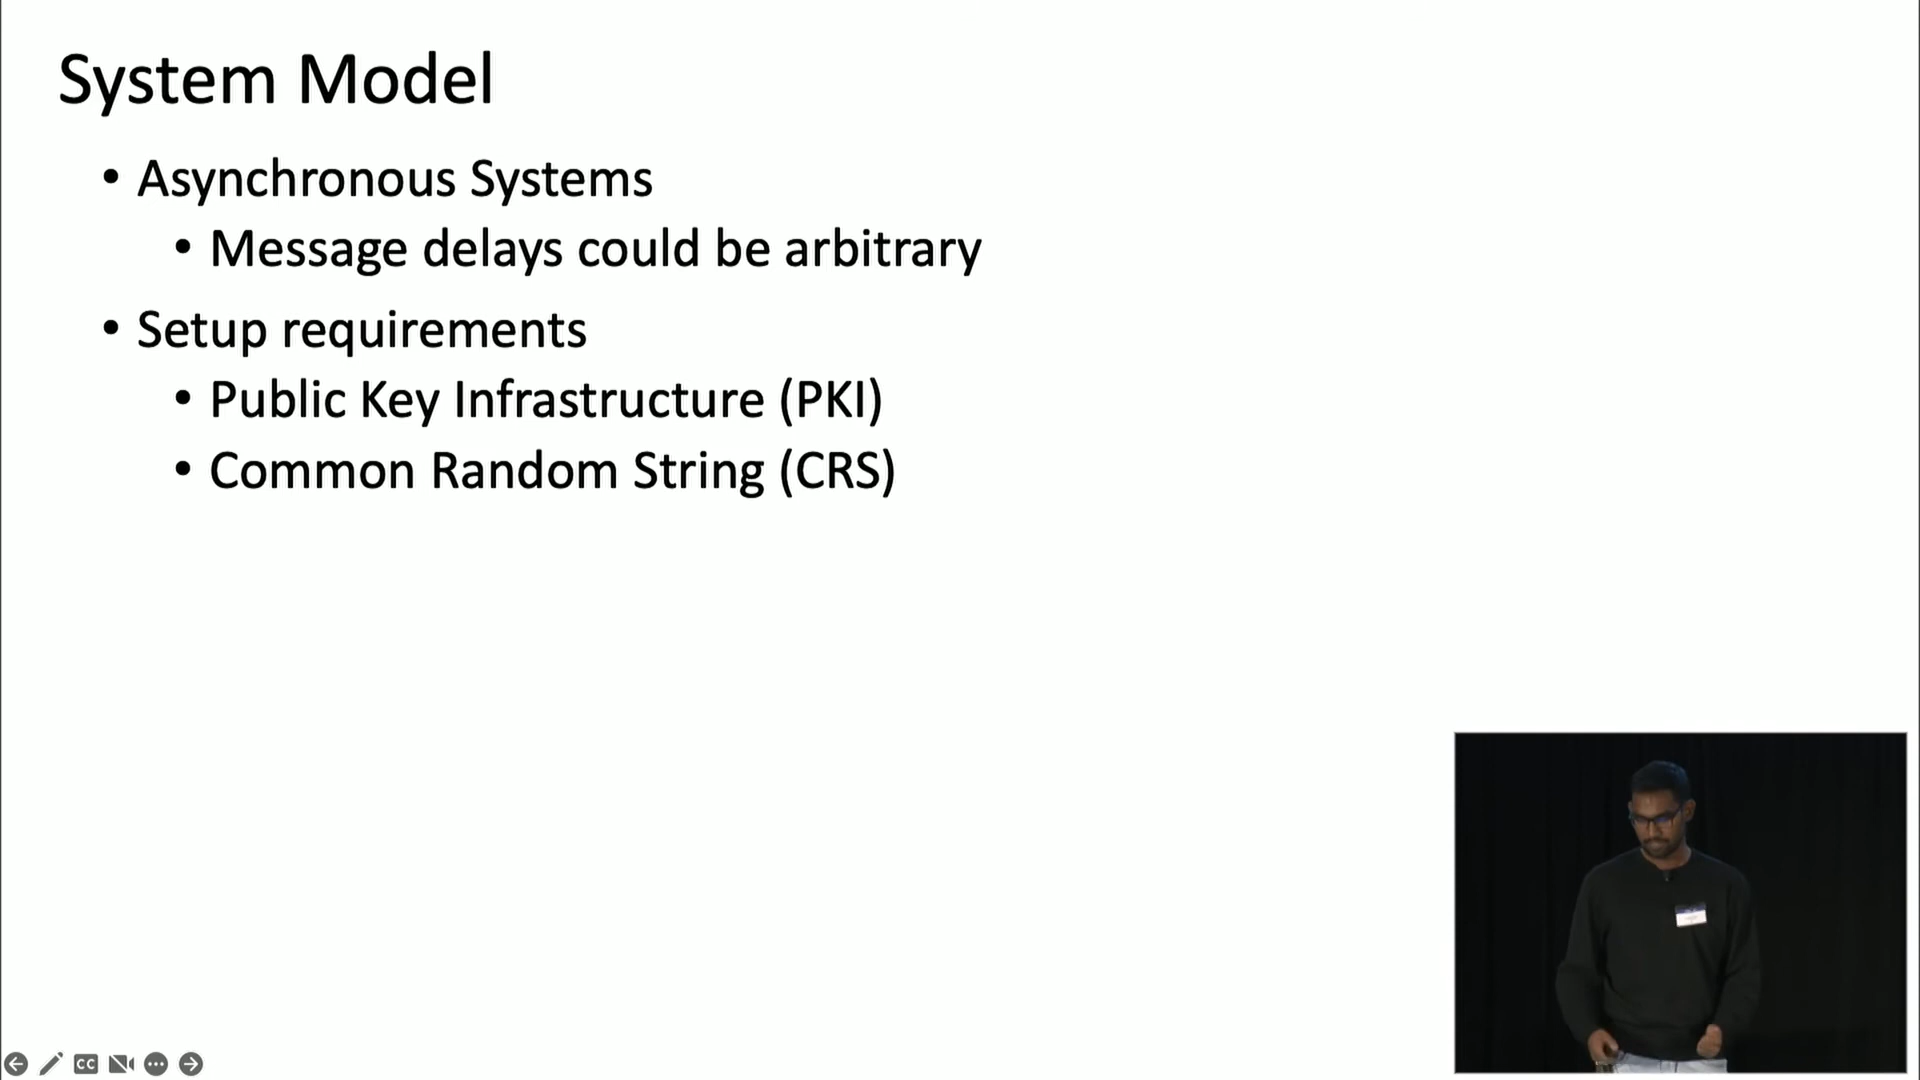 System Model
• Asynchronous Systems
• Message delays could be arbitrary
• Setup requirements
• Public Key Infrastructure (PKI)
• Common Random String (CRS)
CC